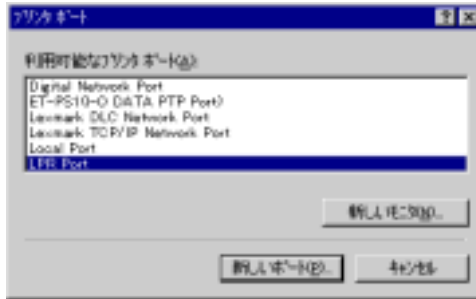 プリンタ ポート
利用可能なプリンタ ポート(A):
Digital Network Port
ET-PS10-O DATA PTP Port)
Lexmark DLC Network Port
Lexmark TCP/IP Network Port
Local Port
LPR Port
新しいモニタ(M)...
新しいポート(P)...
キャンセル